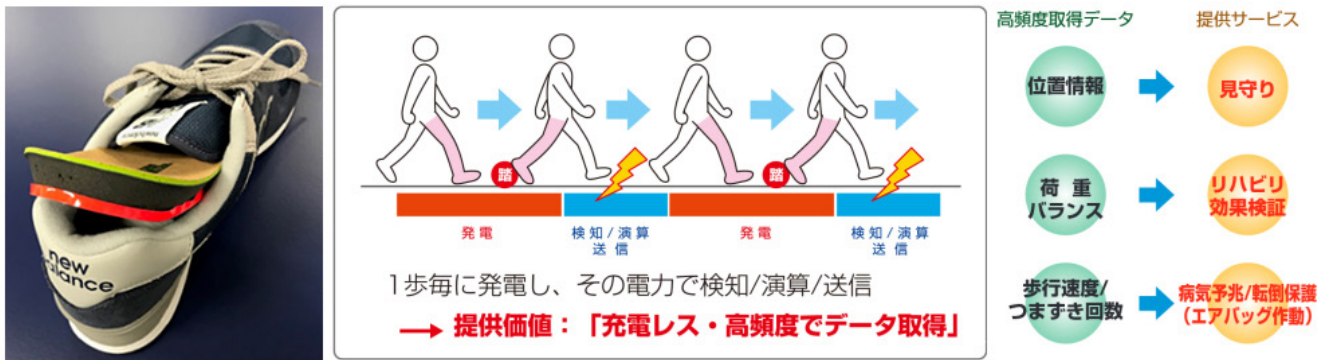 new
balance
踏
踏
発電
検知/演算
送信
発電
検知/演算
送信
1歩毎に発電し、その電力で検知/演算/送信
→ 提供価値：「充電レス・高頻度でデータ取得」
高頻度取得データ
提供サービス
位置情報
見守り
荷重
バランス
リハビリ
効果検証
歩行速度/
つまずき回数
病気予兆/転倒保護
（エアバッグ作動）